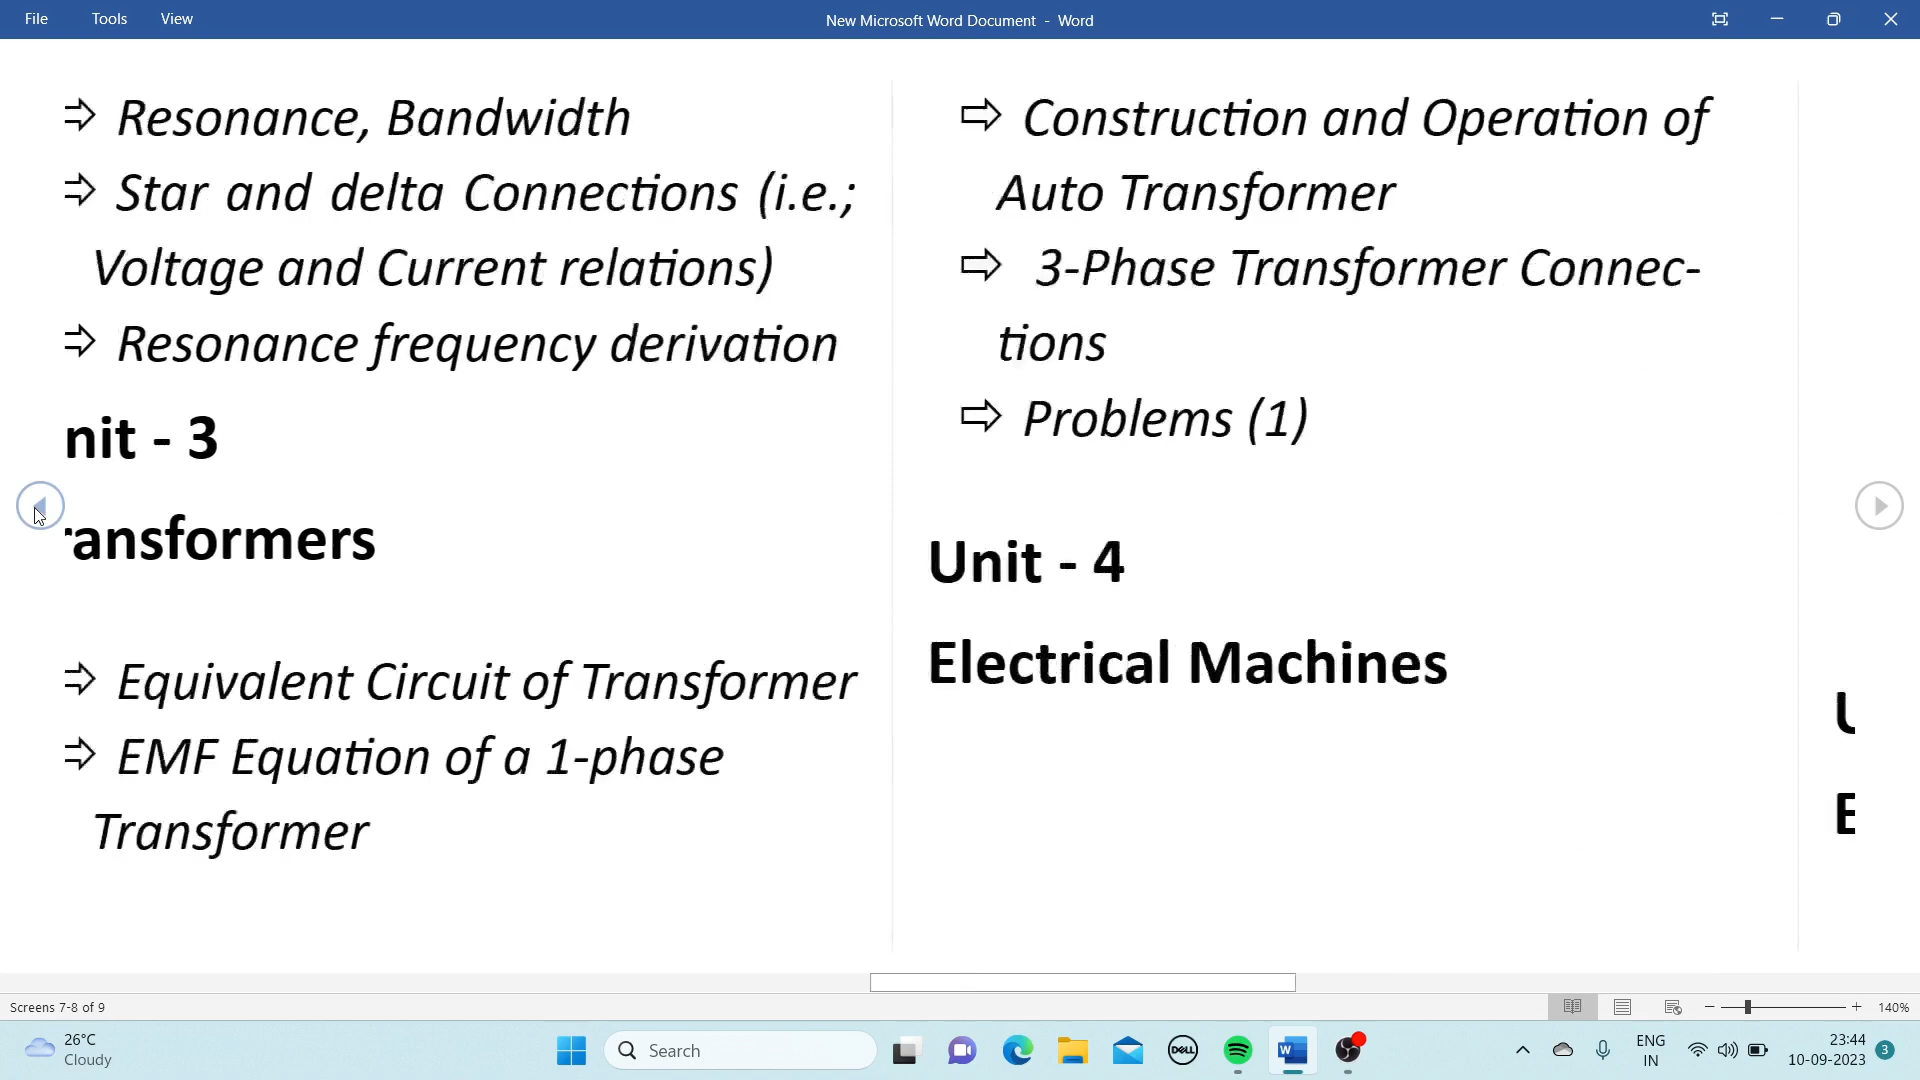 File Tools View
New Microsoft Word Document - Word
⇨ Resonance, Bandwidth
⇨ Star and delta Connections (i.e.;
Voltage and Current relations)
⇨ Resonance frequency derivation
nit - 3
ransformers
⇨ Equivalent Circuit of Transformer
⇨ EMF Equation of a 1-phase
Transformer
⇨ Construction and Operation of
Auto Transformer
⇨ 3-Phase Transformer Connec-
tions
⇨ Problems (1)
Unit - 4
Electrical Machines
U
E
Screens 7-8 of 9
140%
26°C
Cloudy
Search
DELL
W
ENG
IN
23:44
10-09-2023
3